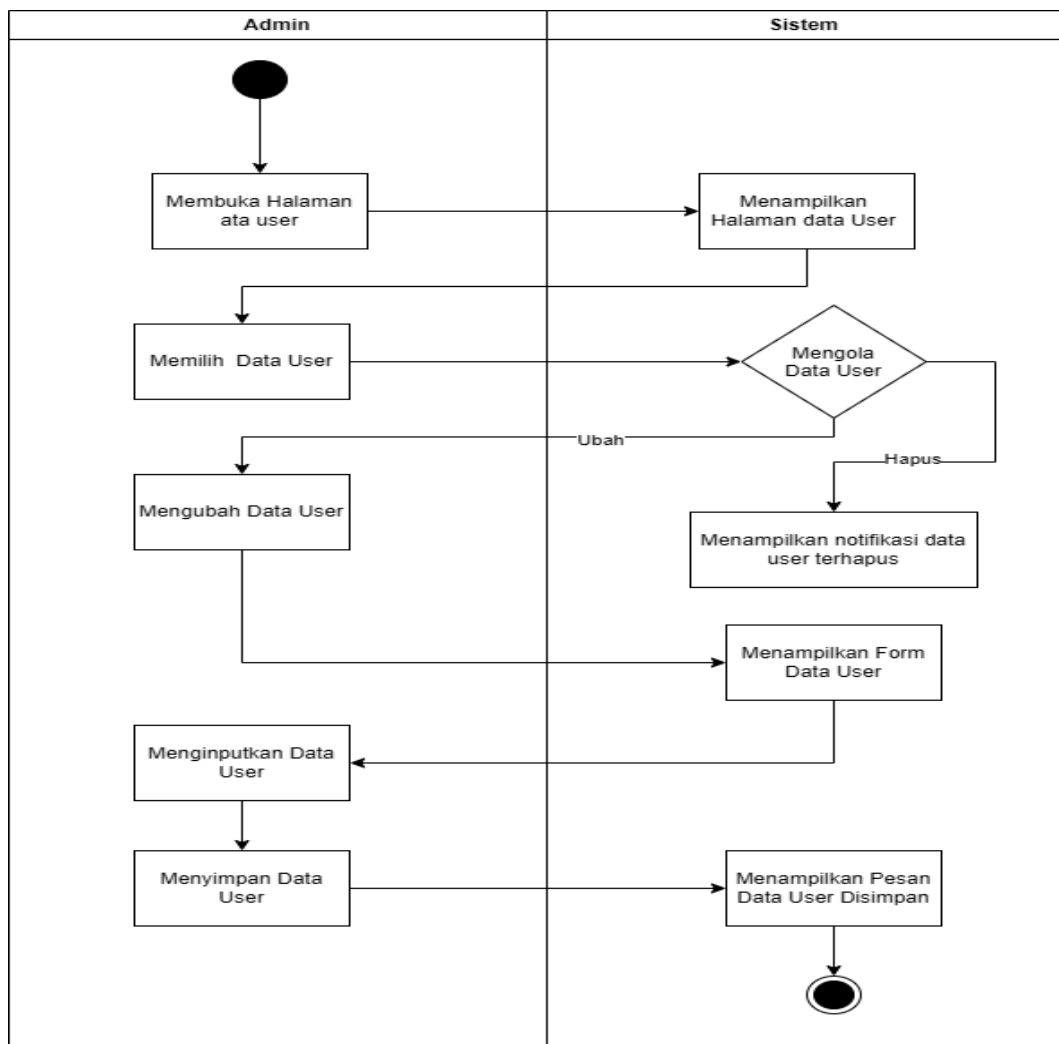 Admin
Sistem
Membuka Halaman
ata user
Menampilkan
Halaman data User
Memilih Data User
Mengola
Data User
Ubah
Hapus
Mengubah Data User
Menampilkan notifikasi data
user terhapus
Menampilkan Form
Data User
Menginputkan Data
User
Menyimpan Data
User
Menampilkan Pesan
Data User Disimpan